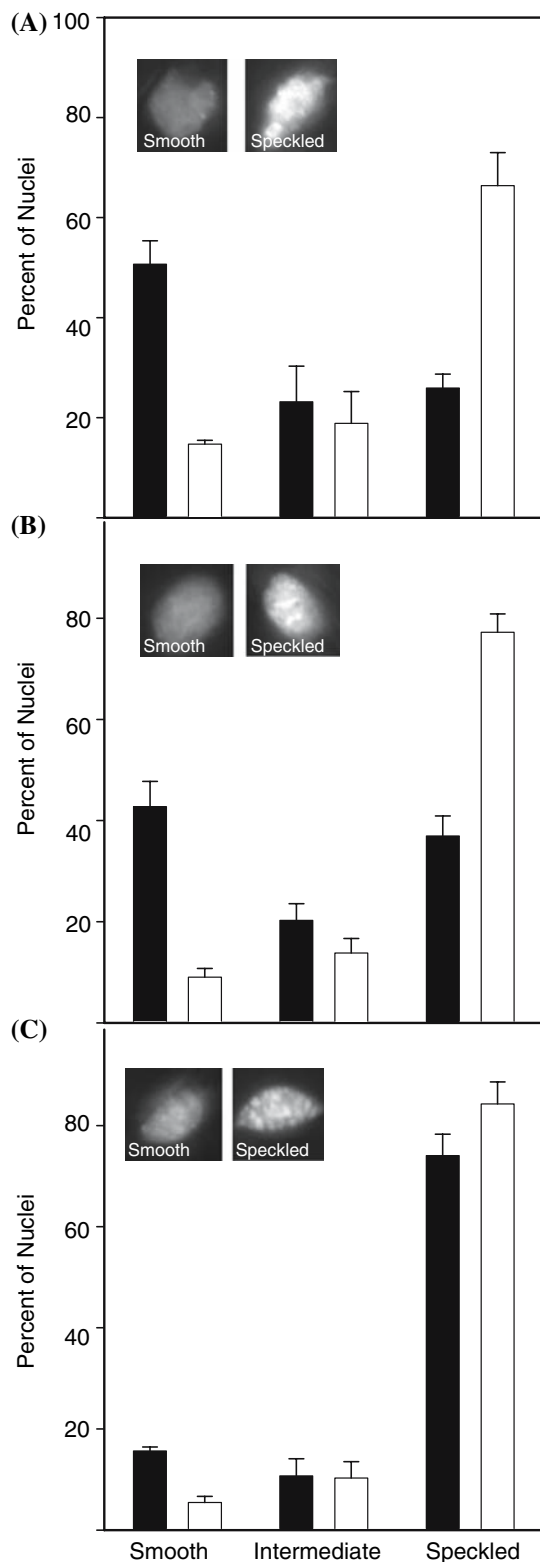 (A)
100
80
60
40
20
Percent of Nuclei
Smooth
Speckled
(B)
80
60
40
20
Percent of Nuclei
Smooth
Speckled
(C)
80
60
40
20
Percent of Nuclei
Smooth
Speckled
Smooth Intermediate Speckled